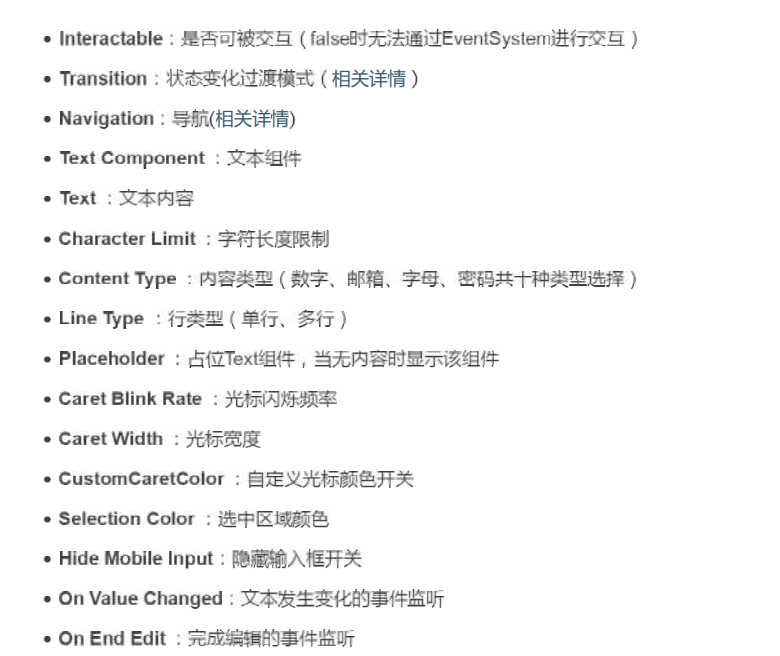 • Interactable：是否可被交互（false时无法通过EventSystem进行交互）
• Transition：状态变化过渡模式（相关详情）
• Navigation：导航(相关详情)
• Text Component ：文本组件
• Text ：文本内容
• Character Limit ：字符长度限制
• Content Type ：内容类型（数字、邮箱、字母、密码共十种类型选择）
• Line Type ：行类型（单行、多行）
• Placeholder ：占位Text组件，当无内容时显示该组件
• Caret Blink Rate ：光标闪烁频率
• Caret Width ：光标宽度
• CustomCaretColor ：自定义光标颜色开关
• Selection Color ：选中区域颜色
• Hide Mobile Input：隐藏输入框开关
• On Value Changed：文本发生变化的事件监听
• On End Edit ：完成编辑的事件监听